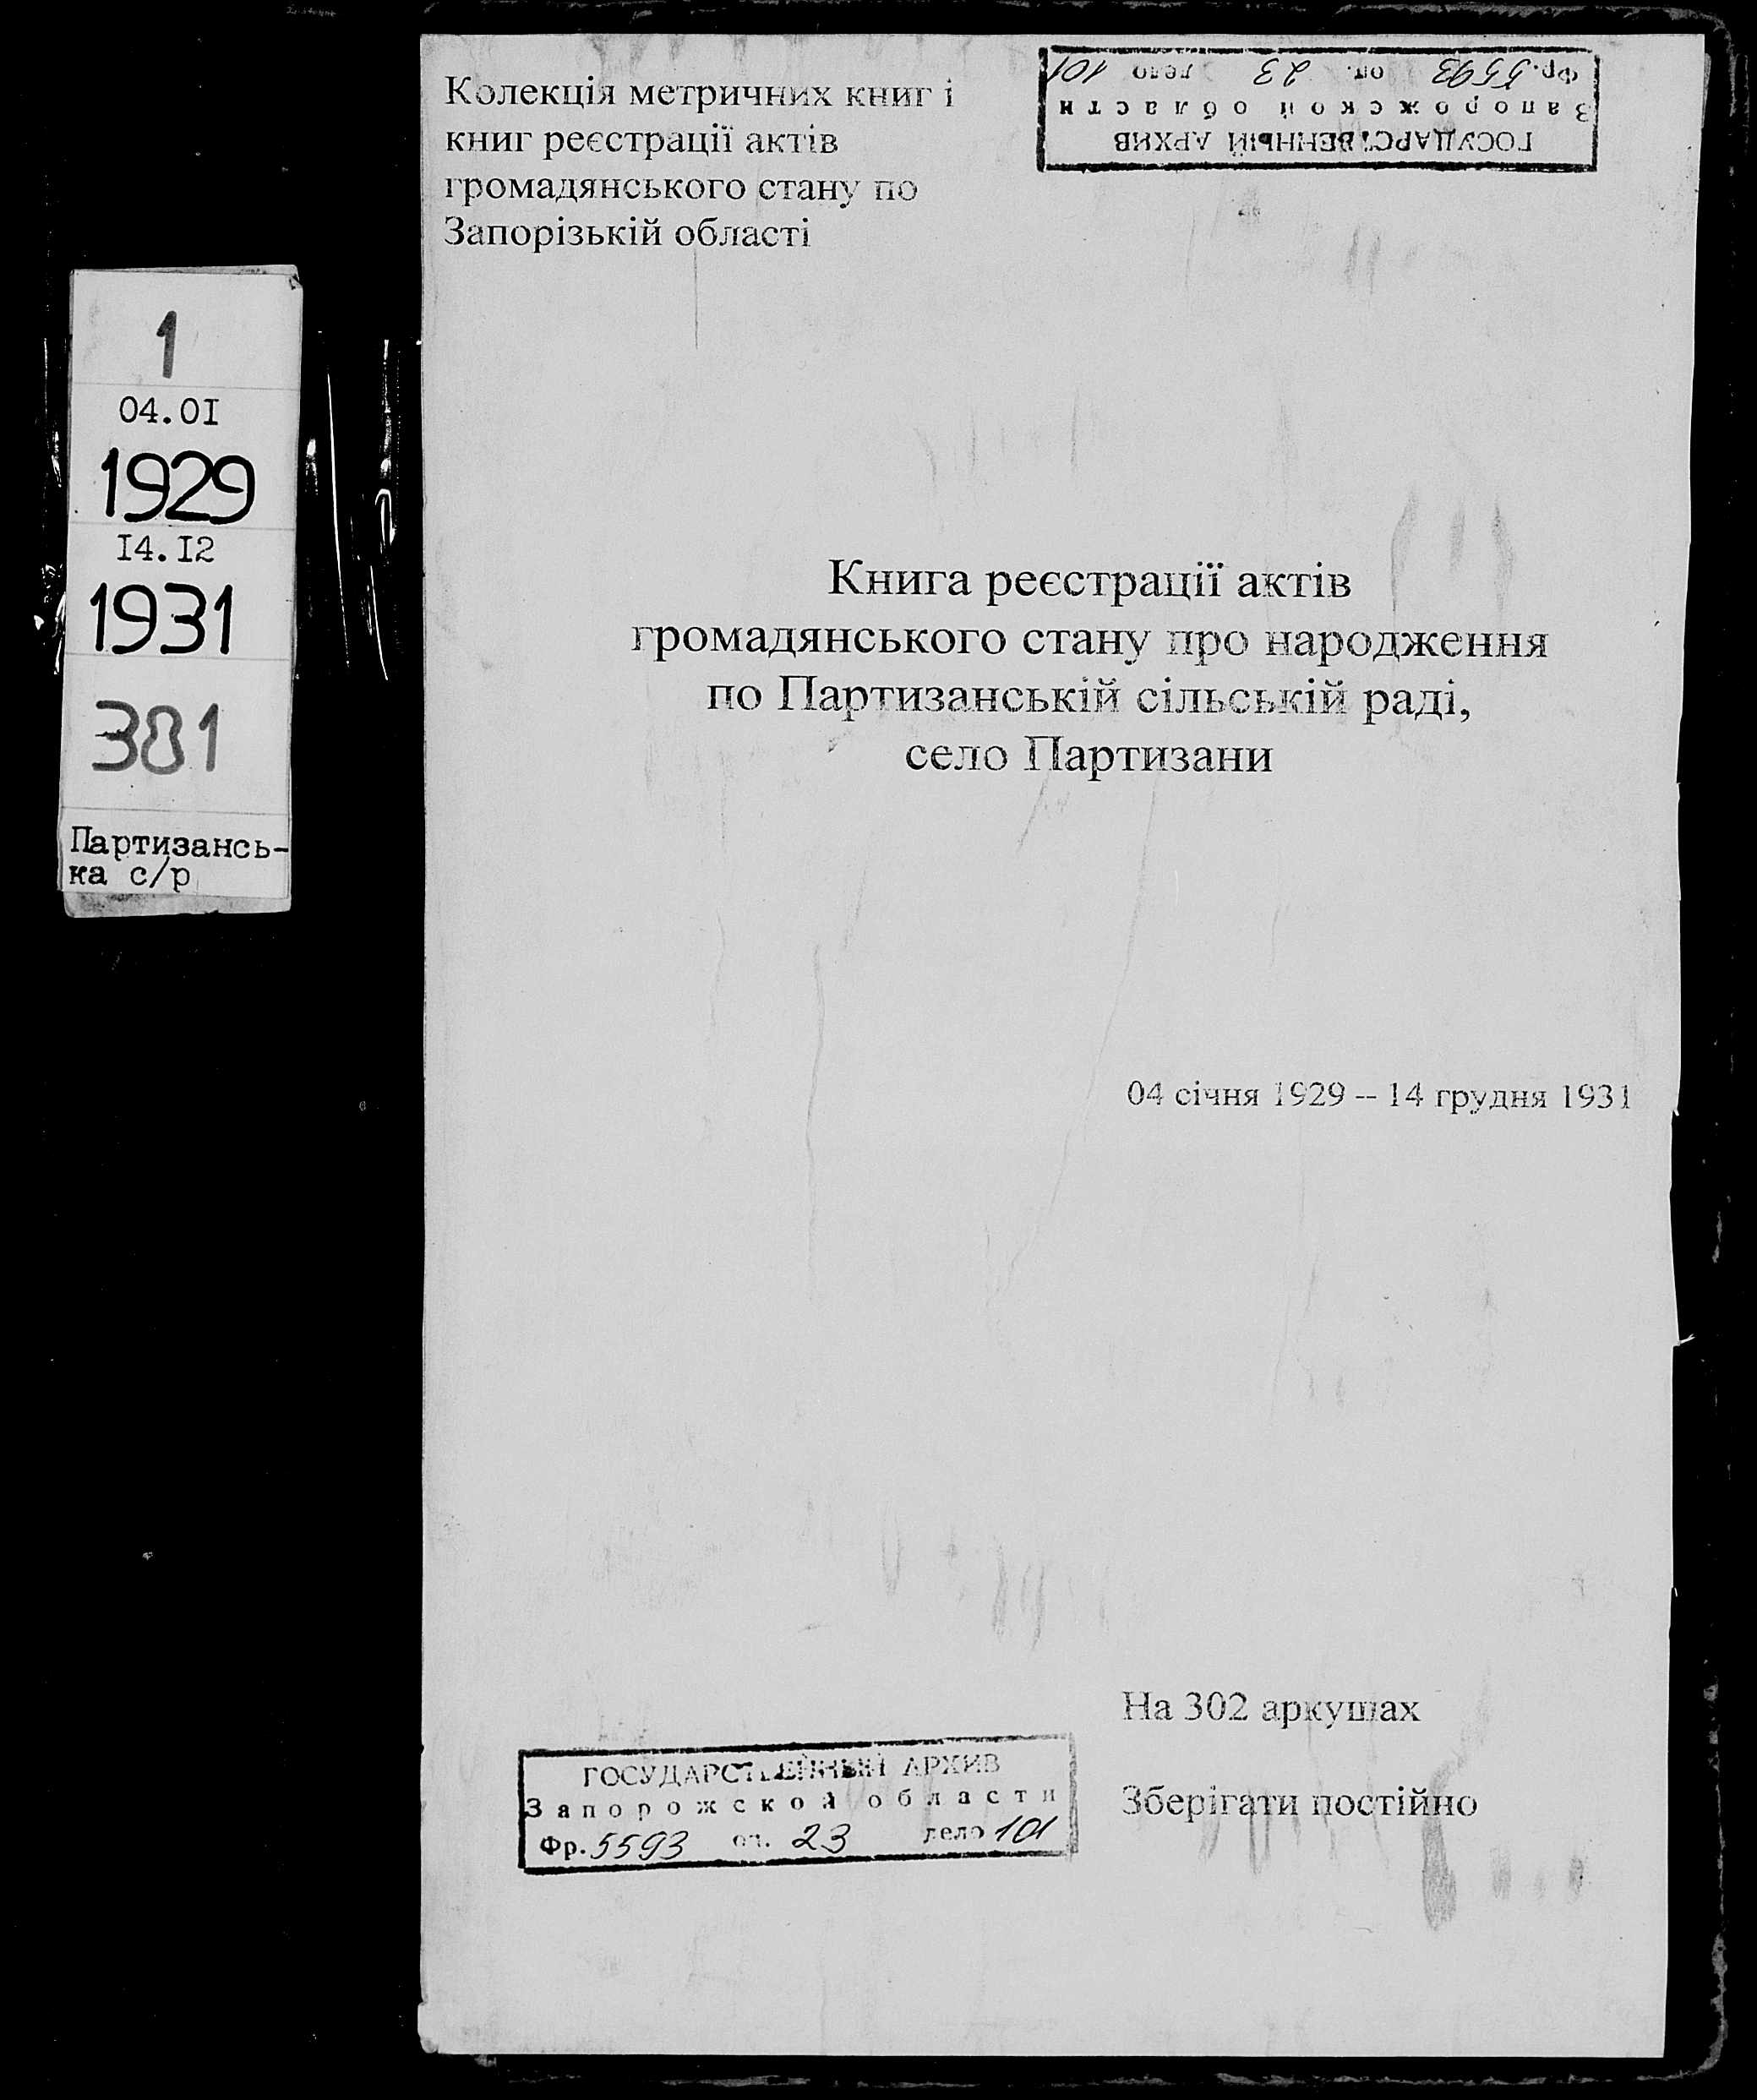 Колекція метричних книг і
книг реєстрації актів
громадянського стану по
Запорізькій області
ГОСУДАРСТВЕННЫЙ АРХИВ
Запорожской области
Фр. 5593 оп. 23 дело 101
1
04.01
1929
14.12
1931
381
Партизансь-
ка с/р
Книга реєстрації актів
громадянського стану про народження
по Партизанській сільській раді,
село Партизани
04 січня 1929 -- 14 грудня 1931
На 302 аркушах
Зберігати постійно
ГОСУДАРСТВЕННЫЙ АРХИВ
Запорожской области
Фр. 5593 оп. 23 дело 101